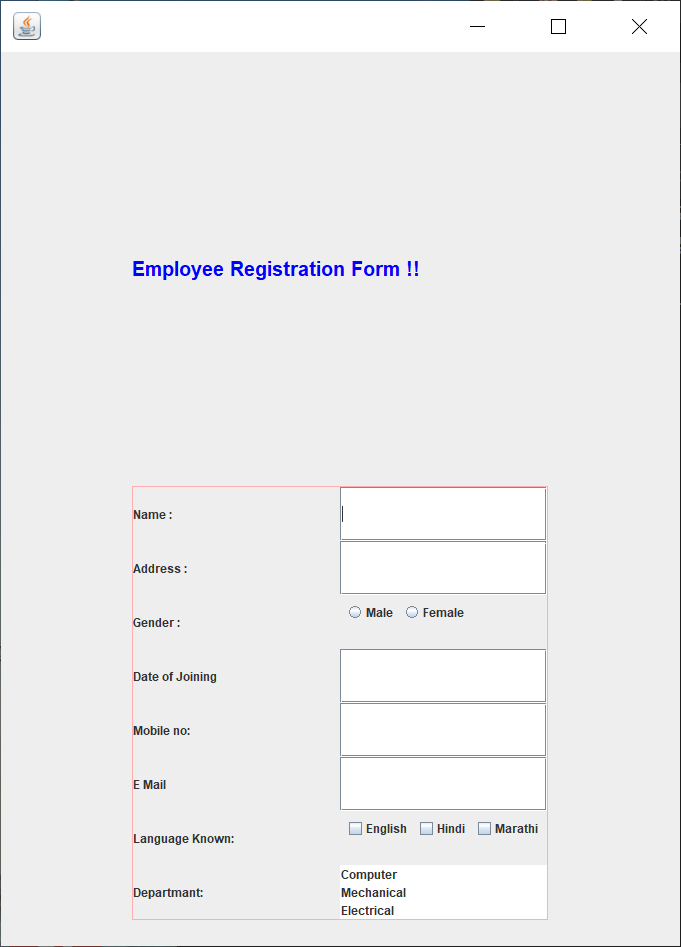 Employee Registration Form !!
Name :
Address :
Gender :
Male Female
Date of Joining
Mobile no:
E Mail
Language Known:
English Hindi Marathi
Departmant:
Computer
Mechanical
Electrical